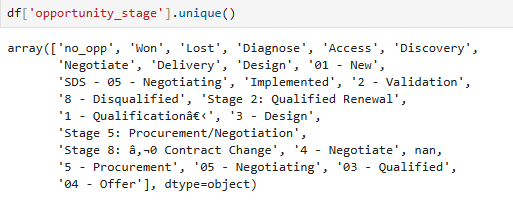 df['opportunity_stage'].unique()
array(['no_opp', 'Won', 'Lost', 'Diagnose', 'Access', 'Discovery',
'Negotiate', 'Delivery', 'Design', '01 - New',
'SDS - 05 - Negotiating', 'Implemented', '2 - Validation',
'8 - Disqualified', 'Stage 2: Qualified Renewal',
'1 - Qualificationâ€‹', '3 - Design',
'Stage 5: Procurement/Negotiation',
'Stage 8: â‚¬0 Contract Change', '4 - Negotiate', nan,
'5 - Procurement', '05 - Negotiating', '03 - Qualified',
'04 - Offer'], dtype=object)